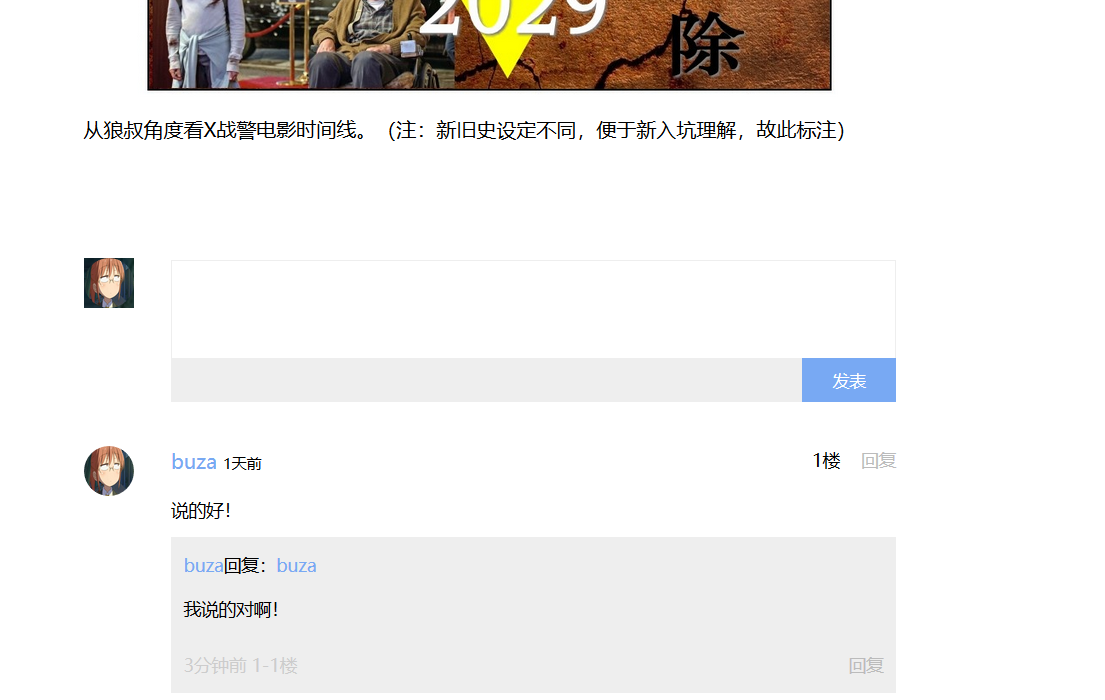 2029
除
从狼叔角度看X战警电影时间线。（注：新旧史设定不同，便于新入坑理解，故此标注）
发表
buza 1天前 1楼 回复
说的好！
buza回复：buza
我说的对啊！
3分钟前 1-1楼 回复